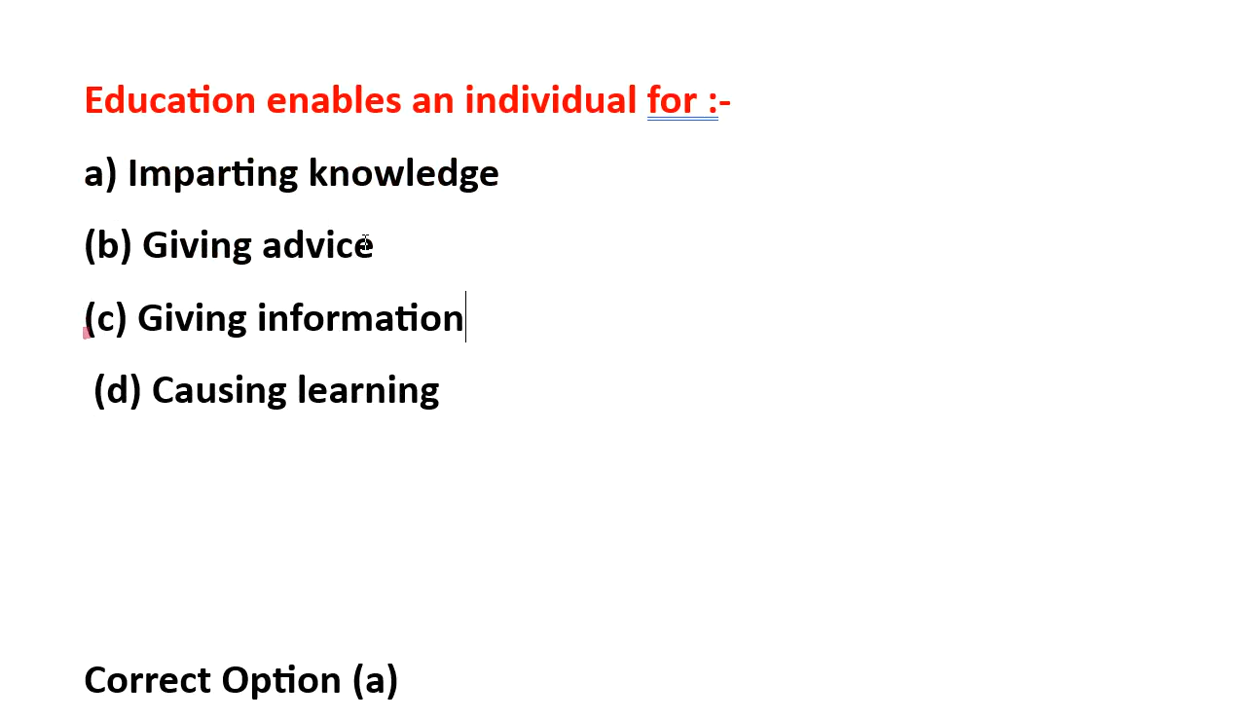 Education enables an individual for :-
a) Imparting knowledge
(b) Giving advice
(c) Giving information
(d) Causing learning
Correct Option (a)